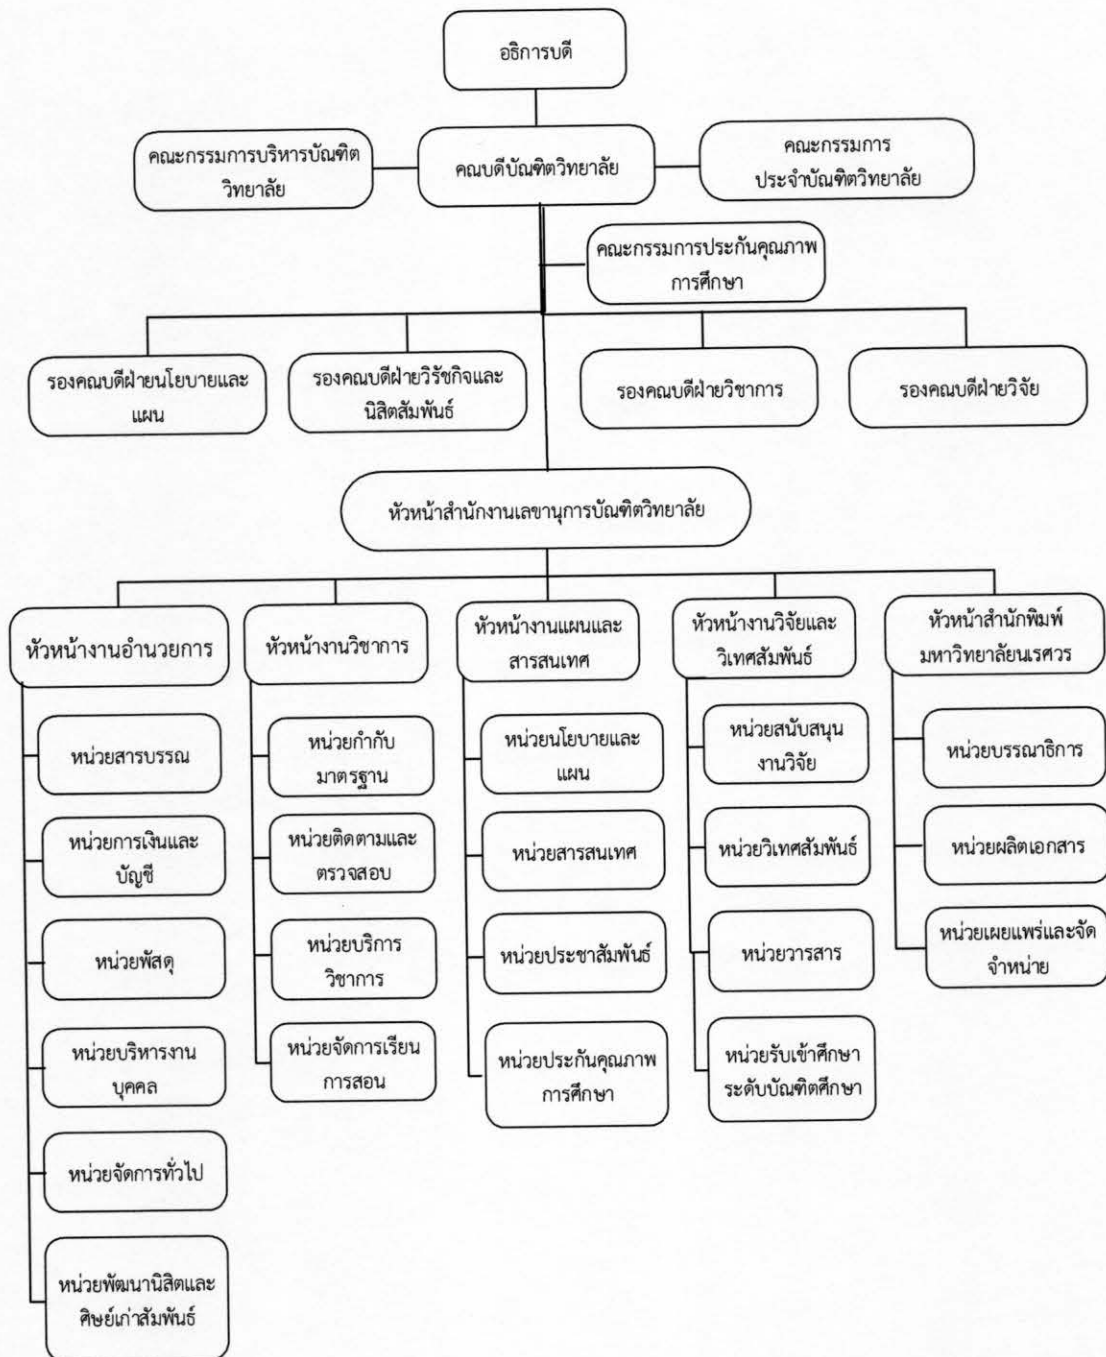 อธิการบดี
คณะกรรมการบริหารบัณฑิต
วิทยาลัย
คณบดีบัณฑิตวิทยาลัย
คณะกรรมการ
ประจำบัณฑิตวิทยาลัย
คณะกรรมการประกันคุณภาพ
การศึกษา
รองคณบดีฝ่ายนโยบายและ
แผน
รองคณบดีฝ่ายวิรัชกิจและ
นิสิตสัมพันธ์
รองคณบดีฝ่ายวิชาการ
รองคณบดีฝ่ายวิจัย
หัวหน้าสำนักงานเลขานุการบัณฑิตวิทยาลัย
หัวหน้างานอำนวยการ
หน่วยสารบรรณ
หน่วยการเงินและ
บัญชี
หน่วยพัสดุ
หน่วยบริหารงาน
บุคคล
หน่วยจัดการทั่วไป
หน่วยพัฒนานิสิตและ
ศิษย์เก่าสัมพันธ์
หัวหน้างานวิชาการ
หน่วยกำกับ
มาตรฐาน
หน่วยติดตามและ
ตรวจสอบ
หน่วยบริการ
วิชาการ
หน่วยจัดการเรียน
การสอน
หัวหน้างานแผนและ
สารสนเทศ
หน่วยนโยบายและ
แผน
หน่วยสารสนเทศ
หน่วยประชาสัมพันธ์
หน่วยประกันคุณภาพ
การศึกษา
หัวหน้างานวิจัยและ
วิเทศสัมพันธ์
หน่วยสนับสนุน
งานวิจัย
หน่วยวิเทศสัมพันธ์
หน่วยวารสาร
หน่วยรับเข้าศึกษา
ระดับบัณฑิตศึกษา
หัวหน้าสำนักพิมพ์
มหาวิทยาลัยนเรศวร
หน่วยบรรณาธิการ
หน่วยผลิตเอกสาร
หน่วยเผยแพร่และจัด
จำหน่าย